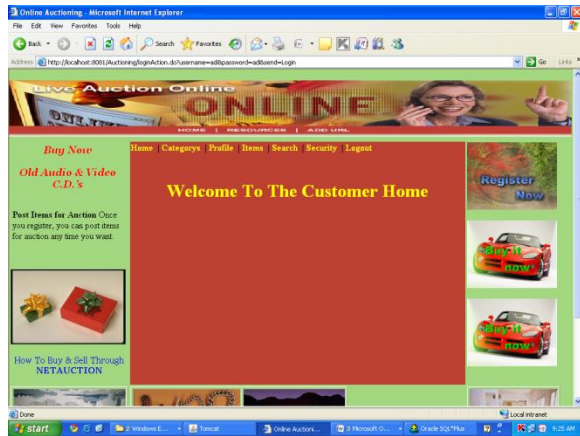 Online Auctioning - Microsoft Internet Explorer
File Edit View Favorites Tools Help
Back Search Favorites
Address http://localhost:8081/Auctioning/loginAction.do?username=adi&password=adi&send=Login Go Links
Live Auction Online
ONLINE
HOME | RESOURCES | ADD URL
Buy Now
Old Audio & Video
C.D.'s
Post Items for Auction Once
you register, you can post items
for auction any time you want.
How To Buy & Sell Through
NETAUCTION
Home | Categorys | Profile | Items | Search | Security | Logout
Welcome To The Customer Home
Register
Now
Buy it
now
Buy it
now
Done Local intranet
start 2 Windows E... Tomcat Online Auctioni... 3 Microsoft O... Oracle SQL*Plus 9:25 AM